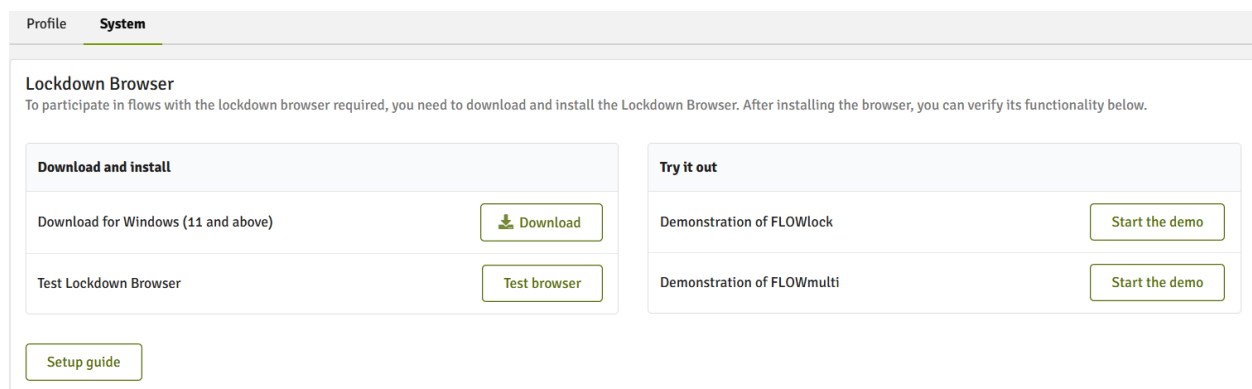 Profile System
Lockdown Browser
To participate in flows with the lockdown browser required, you need to download and install the Lockdown Browser. After installing the browser, you can verify its functionality below.
Download and install
Download for Windows (11 and above) Download
Test Lockdown Browser Test browser
Try it out
Demonstration of FLOWlock Start the demo
Demonstration of FLOWmulti Start the demo
Setup guide